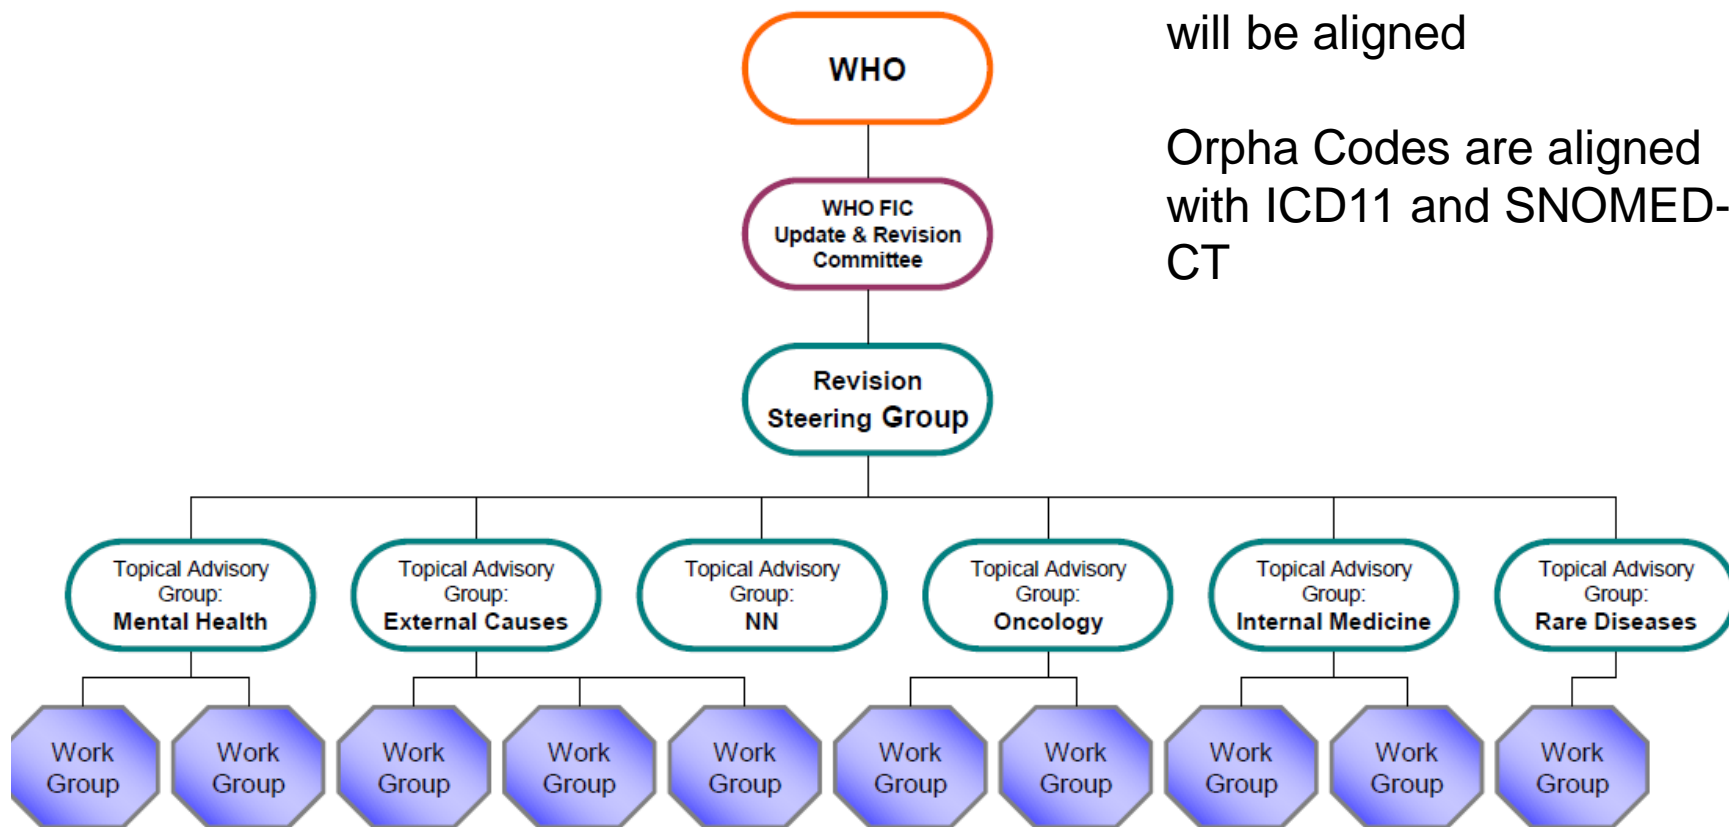 will be aligned
Orpha Codes are aligned
with ICD11 and SNOMED-
CT
WHO
WHO FIC
Update & Revision
Committee
Revision
Steering Group
Topical Advisory
Group:
Mental Health
Topical Advisory
Group:
External Causes
Topical Advisory
Group:
NN
Topical Advisory
Group:
Oncology
Topical Advisory
Group:
Internal Medicine
Topical Advisory
Group:
Rare Diseases
Work
Group
Work
Group
Work
Group
Work
Group
Work
Group
Work
Group
Work
Group
Work
Group
Work
Group
Work
Group